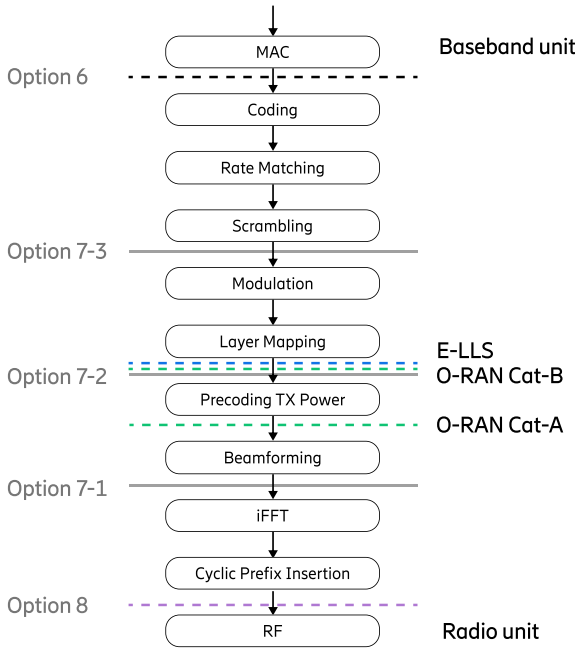 MAC
Baseband unit
Option 6
Coding
Rate Matching
Scrambling
Option 7-3
Modulation
Layer Mapping
E-LLS
Option 7-2
O-RAN Cat-B
Precoding TX Power
O-RAN Cat-A
Beamforming
Option 7-1
iFFT
Cyclic Prefix Insertion
Option 8
RF
Radio unit